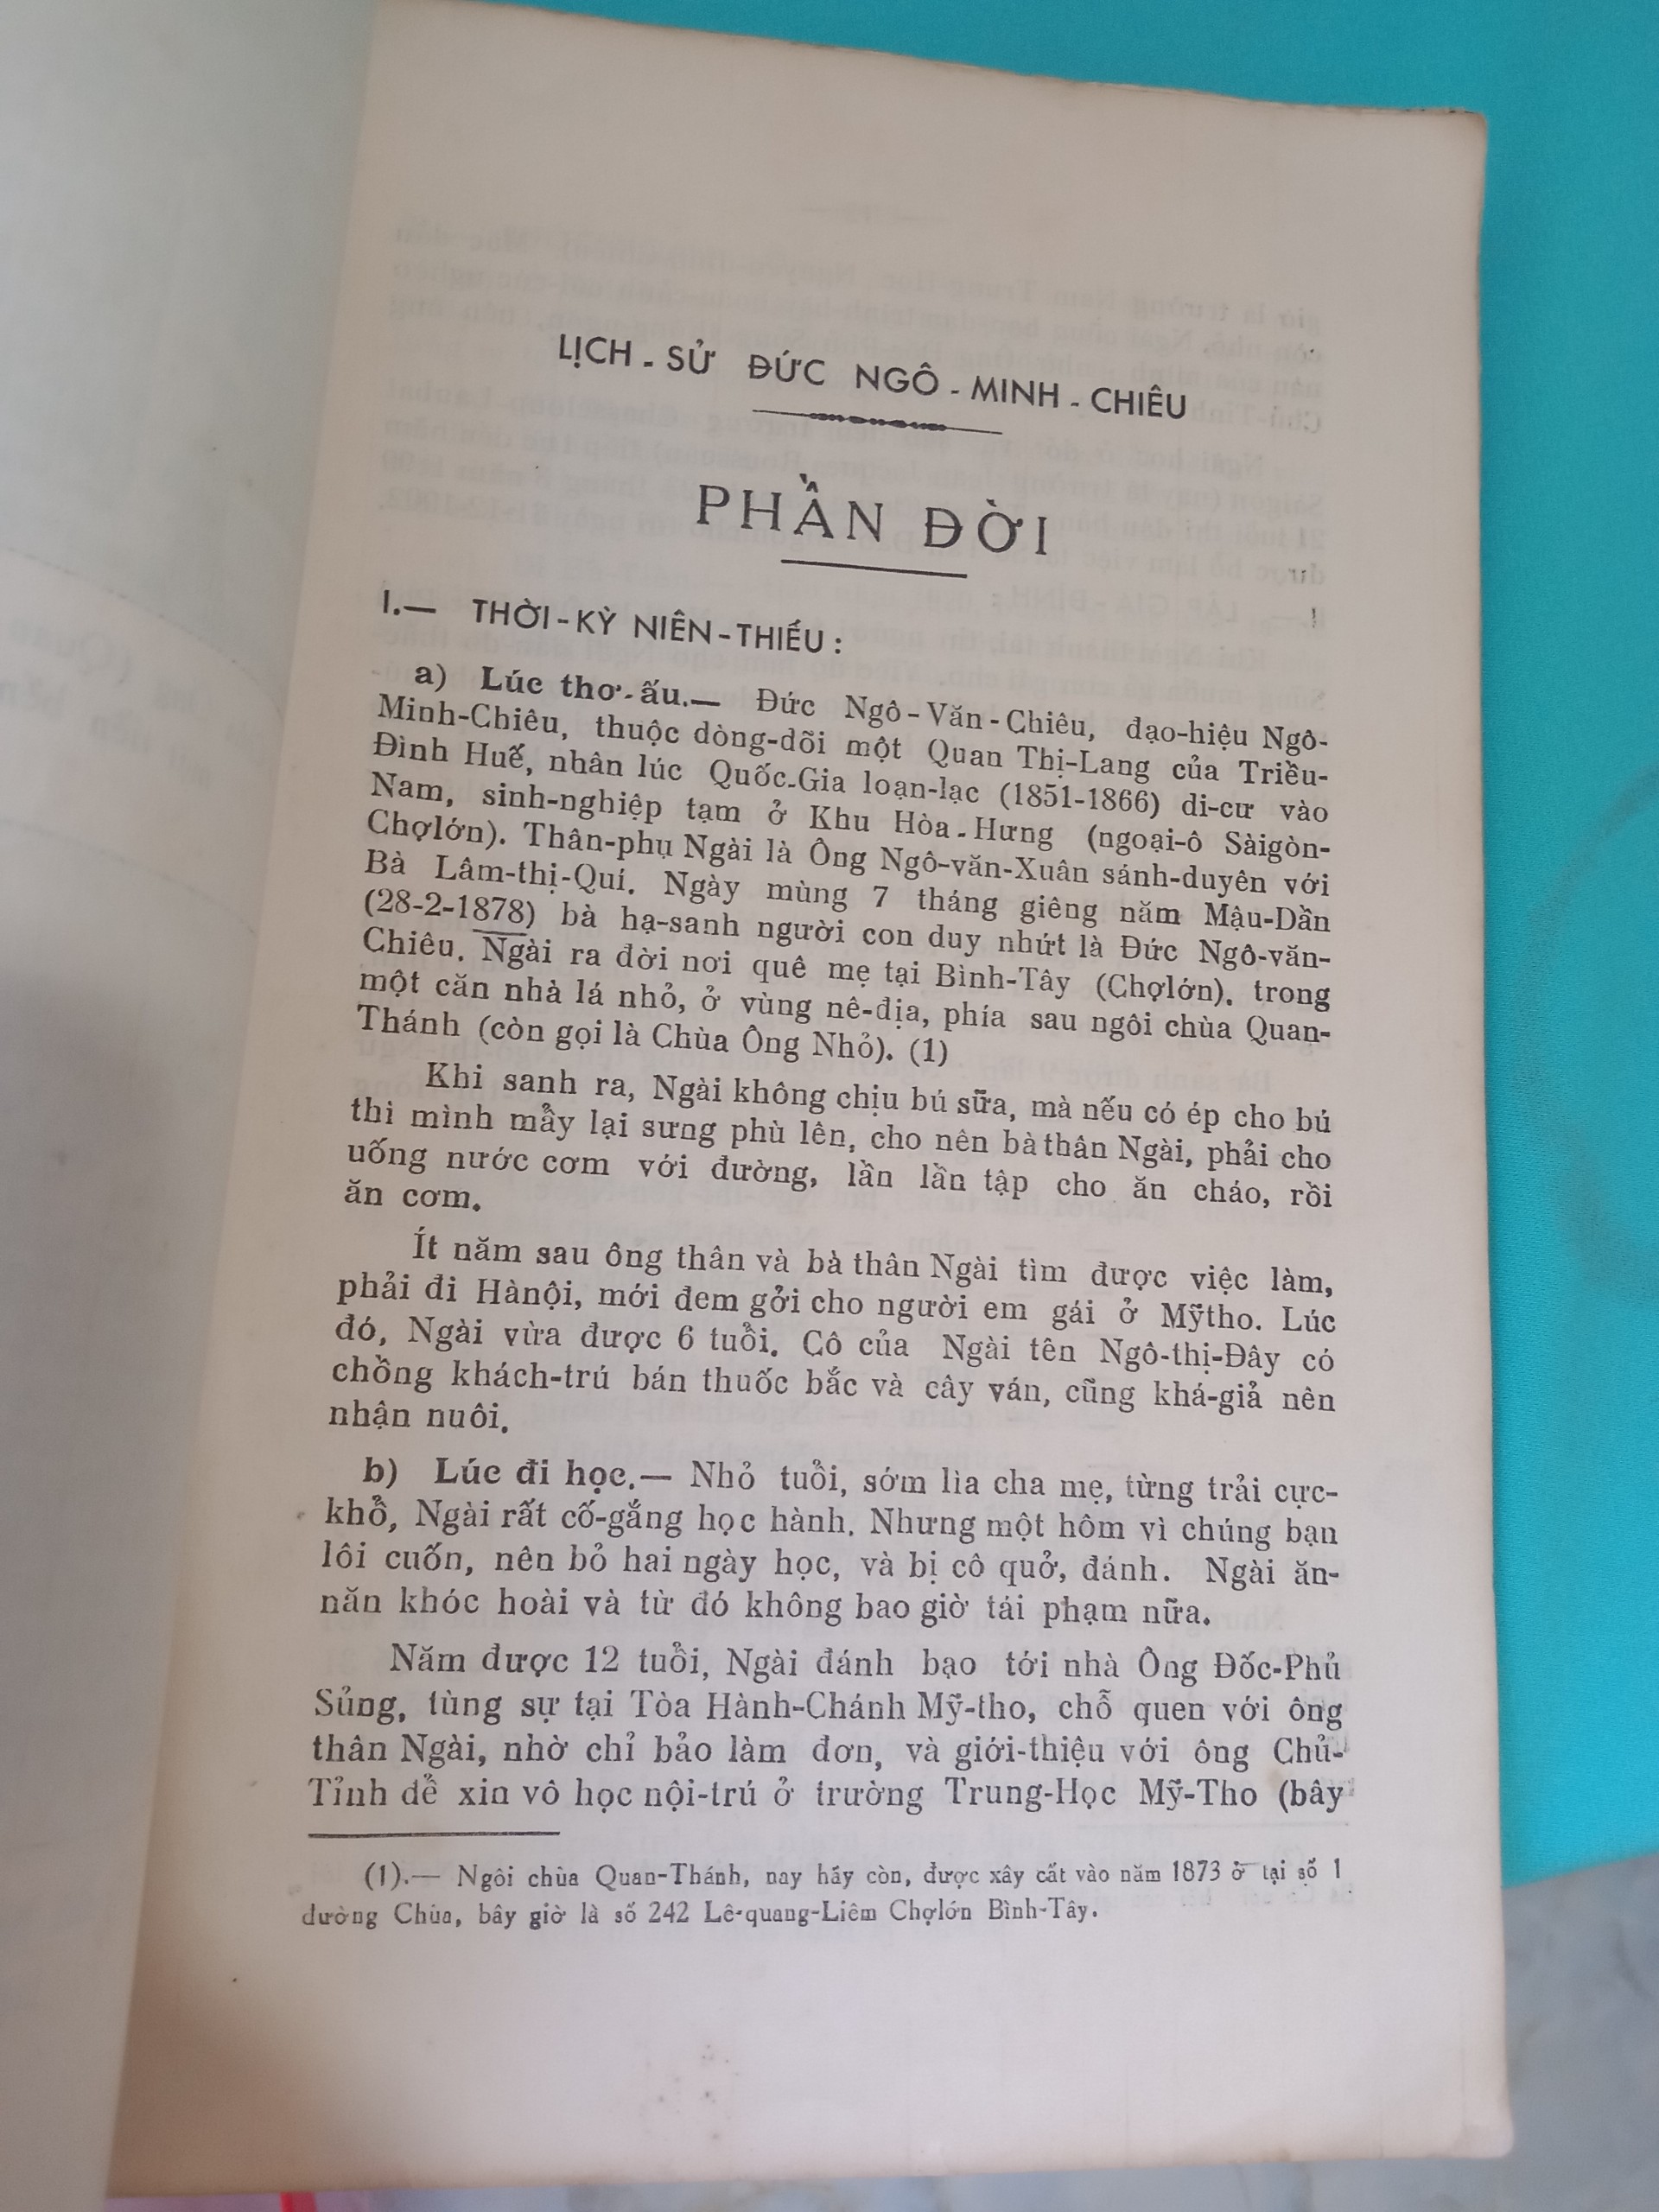 LỊCH - SỬ ĐỨC NGÔ - MINH - CHIÊU
PHẦN ĐỜI
I.— THỜI - KỲ NIÊN - THIẾU :
a) Lúc thơ - ấu.— Đức Ngô - Văn - Chiêu, đạo-hiệu Ngô-
Minh-Chiêu, thuộc dòng-dõi một Quan Thị-Lang của Triều-
Đình Huế, nhân lúc Quốc-Gia loạn-lạc (1851-1866) di-cư vào
Nam, sinh-nghiệp tạm ở Khu Hòa - Hưng (ngoại-ô Sàigòn-
Chợlớn). Thân-phụ Ngài là Ông Ngô-văn-Xuân sánh-duyên với
Bà Lâm-thị-Quí. Ngày mùng 7 tháng giêng năm Mậu-Dần
(28-2-1878) bà hạ-sanh người con duy nhứt là Đức Ngô-văn-
Chiêu. Ngài ra đời nơi quê mẹ tại Bình-Tây (Chợlớn). trong
một căn nhà lá nhỏ, ở vùng nê-địa, phía sau ngôi chùa Quan-
Thánh (còn gọi là Chùa Ông Nhỏ). (1)
Khi sanh ra, Ngài không chịu bú sữa, mà nếu có ép cho bú
thì mình mẩy lại sưng phù lên, cho nên bà thân Ngài, phải cho
uống nước cơm với đường, lần lần tập cho ăn cháo, rồi
ăn cơm.
Ít năm sau ông thân và bà thân Ngài tìm được việc làm,
phải đi Hànội, mới đem gởi cho người em gái ở Mỹtho. Lúc
đó, Ngài vừa được 6 tuổi. Cô của Ngài tên Ngô-thị-Đây có
chồng khách-trú bán thuốc bắc và cây ván, cũng khá-giả nên
nhận nuôi.
b) Lúc đi học.— Nhỏ tuổi, sớm lìa cha mẹ, từng trải cực-
khổ, Ngài rất cố-gắng học hành. Nhưng một hôm vì chúng bạn
lôi cuốn, nên bỏ hai ngày học, và bị cô quở, đánh. Ngài ăn-
năn khóc hoài và từ đó không bao giờ tái phạm nữa.
Năm được 12 tuổi, Ngài đánh bạo tới nhà Ông Đốc-Phủ
Sủng, tùng sự tại Tòa Hành-Chánh Mỹ-tho, chỗ quen với ông
thân Ngài, nhờ chỉ bảo làm đơn, và giới-thiệu với ông Chủ-
Tỉnh để xin vô học nội-trú ở trường Trung-Học Mỹ-Tho (bây
(1).— Ngôi chùa Quan-Thánh, nay hãy còn, được xây cất vào năm 1873 ở tại số 1
đường Chùa, bây giờ là số 242 Lê-quang-Liêm Chợlớn Bình-Tây.